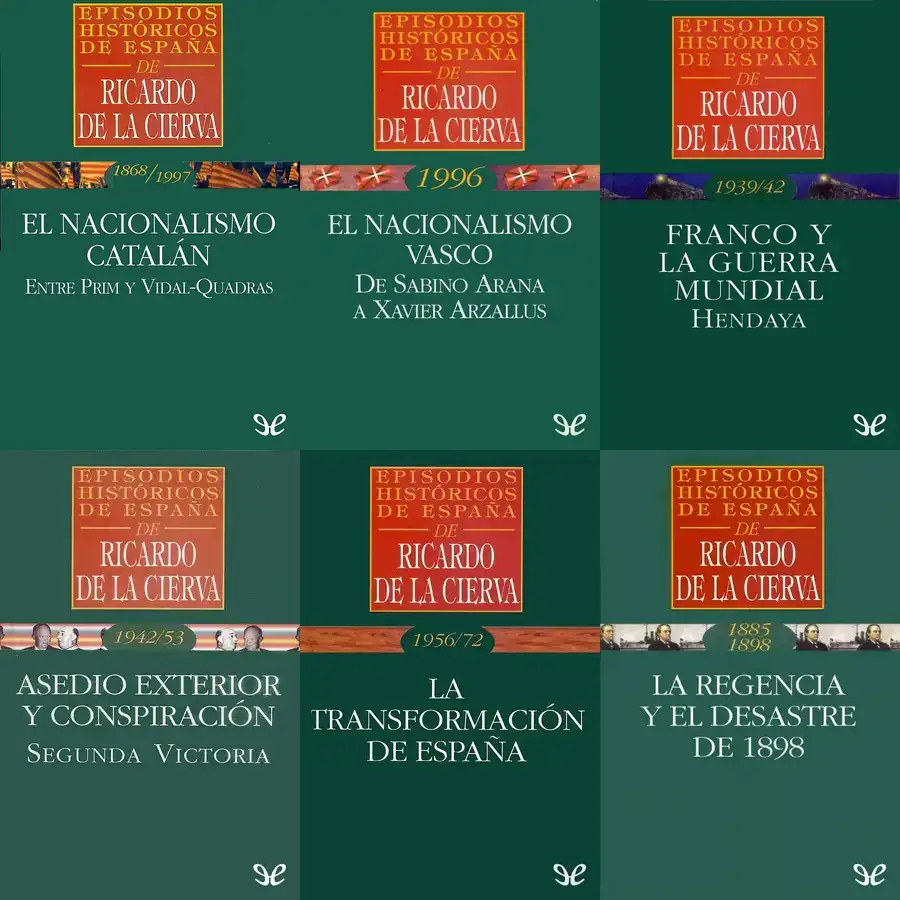 EPISODIOS
HISTÓRICOS
DE ESPAÑA
DE
RICARDO
DE LA CIERVA
1868/1997
EL NACIONALISMO
CATALÁN
ENTRE PRIM Y VIDAL-QUADRAS
EPISODIOS
HISTÓRICOS
DE ESPAÑA
DE
RICARDO
DE LA CIERVA
1996
EL NACIONALISMO
VASCO
DE SABINO ARANA
A XAVIER ARZALLUS
EPISODIOS
HISTÓRICOS
DE ESPAÑA
DE
RICARDO
DE LA CIERVA
1939/42
FRANCO Y
LA GUERRA
MUNDIAL
HENDAYA
EPISODIOS
HISTÓRICOS
DE ESPAÑA
DE
RICARDO
DE LA CIERVA
1942/53
ASEDIO EXTERIOR
Y CONSPIRACIÓN
SEGUNDA VICTORIA
EPISODIOS
HISTÓRICOS
DE ESPAÑA
DE
RICARDO
DE LA CIERVA
1956/72
LA
TRANSFORMACIÓN
DE ESPAÑA
EPISODIOS
HISTÓRICOS
DE ESPAÑA
DE
RICARDO
DE LA CIERVA
1885
1898
LA REGENCIA
Y EL DESASTRE
DE 1898